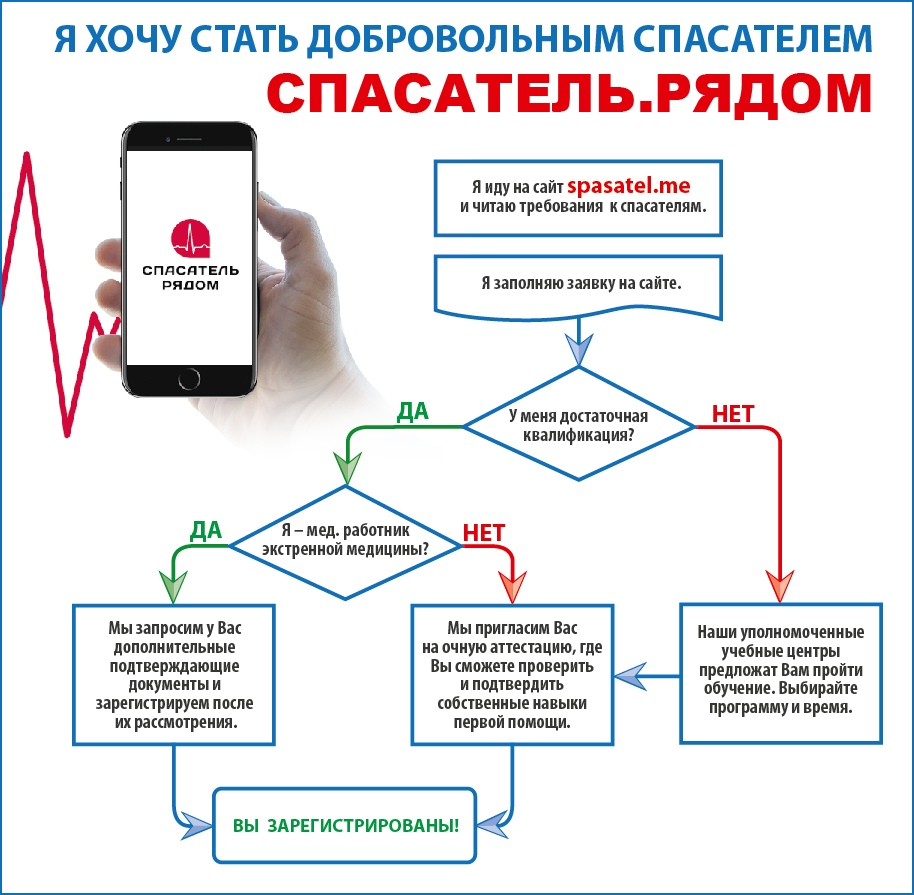 Я ХОЧУ СТАТЬ ДОБРОВОЛЬНЫМ СПАСАТЕЛЕМ
СПАСАТЕЛЬ.РЯДОМ
СПАСАТЕЛЬ
РЯДОМ
Я иду на сайт spasatel.me
и читаю требования к спасателям.
Я заполняю заявку на сайте.
У меня достаточная
квалификация?
ДА
НЕТ
Я – мед. работник
экстренной медицины?
ДА
НЕТ
Мы запросим у Вас
дополнительные
подтверждающие
документы и
зарегистрируем после
их рассмотрения.
Мы пригласим Вас
на очную аттестацию, где
Вы сможете проверить
и подтвердить
собственные навыки
первой помощи.
Наши уполномоченные
учебные центры
предложат Вам пройти
обучение. Выбирайте
программу и время.
ВЫ ЗАРЕГИСТРИРОВАНЫ!